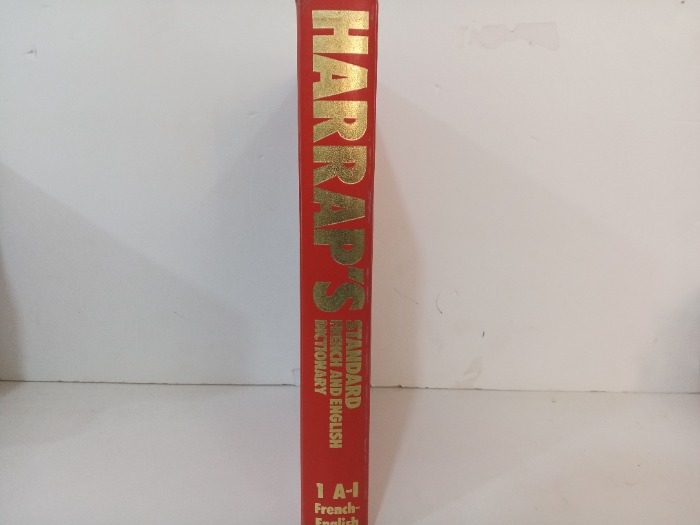 HARRAP'S
STANDARD
FRENCH AND ENGLISH
DICTIONARY
1 A-I
French-
English